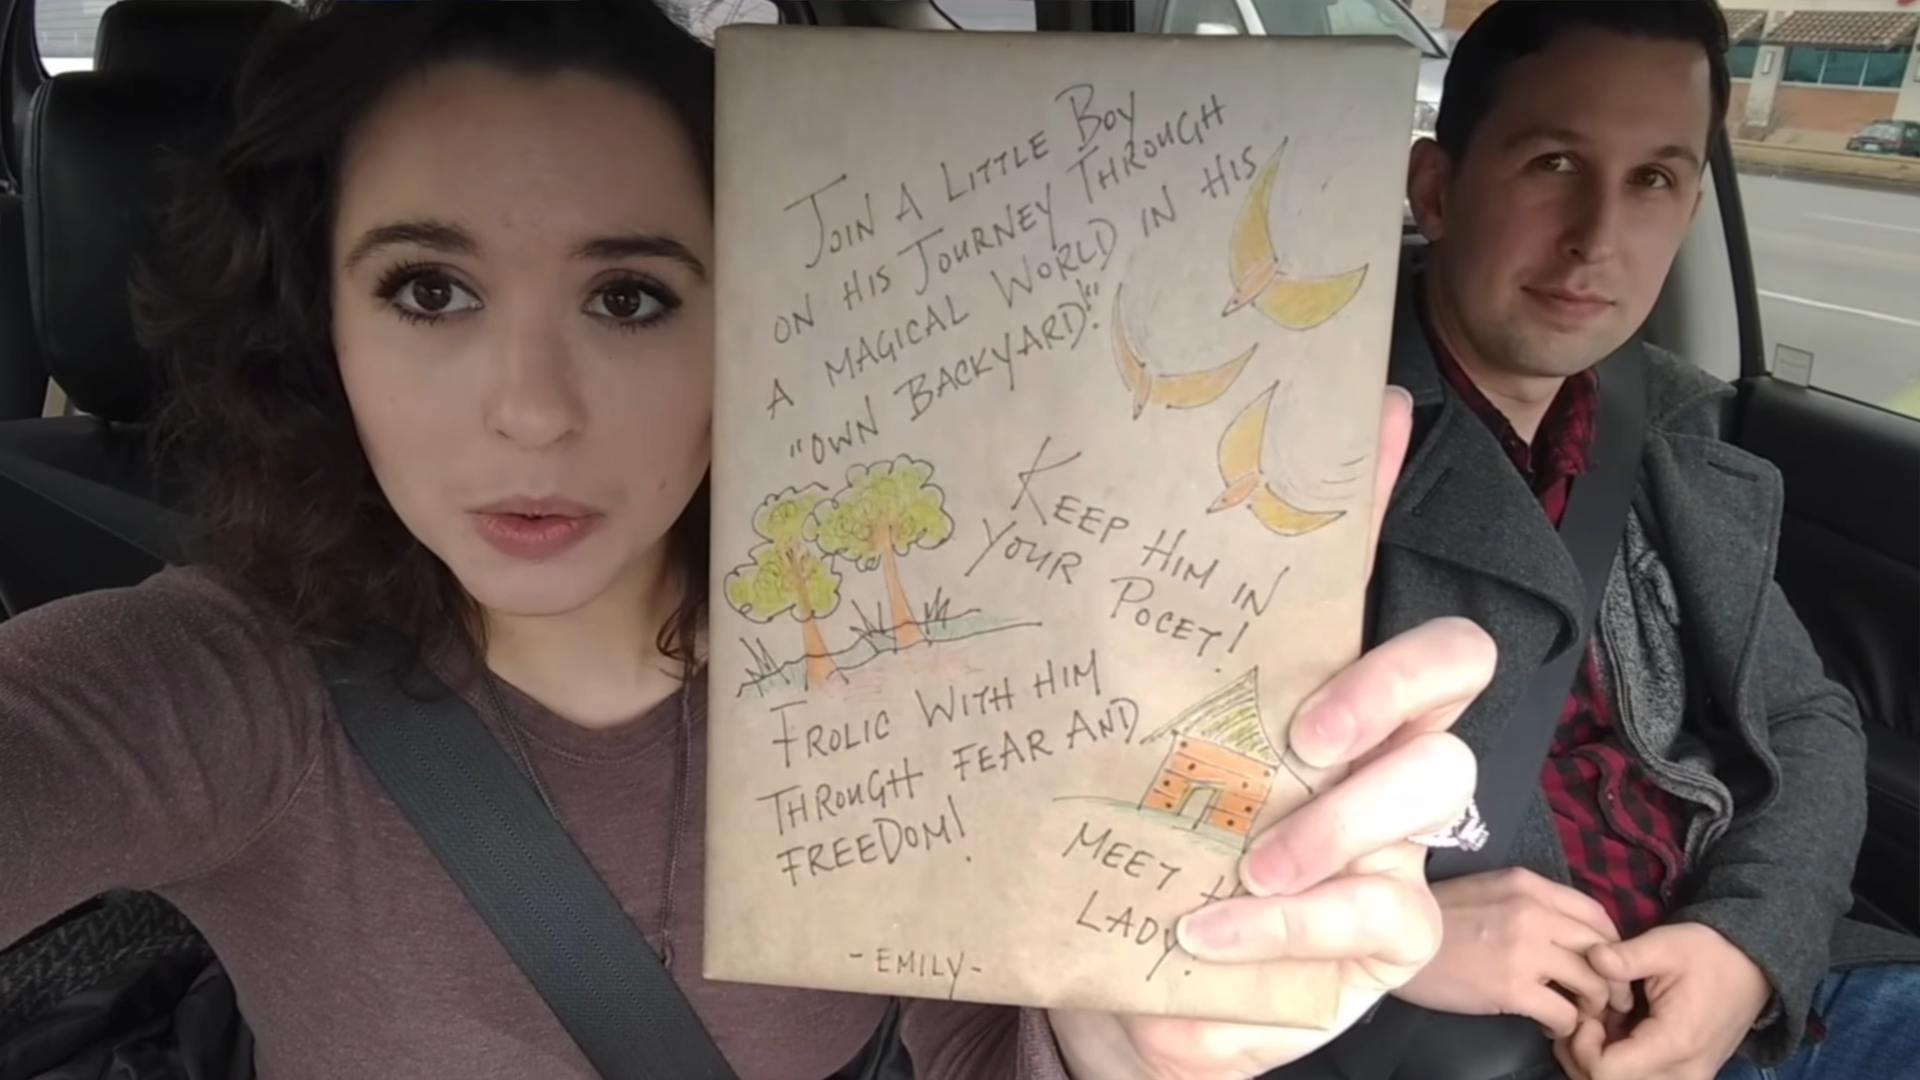 JOIN A LITTLE BOY
ON HIS JOURNEY THROUGH
A MAGICAL WORLD IN HIS
"OWN BACKYARD!"
KEEP HIM IN
YOUR POCET!
FROLIC WITH HIM
THROUGH FEAR AND
FREEDOM!
MEET
LADY!
-EMILY-